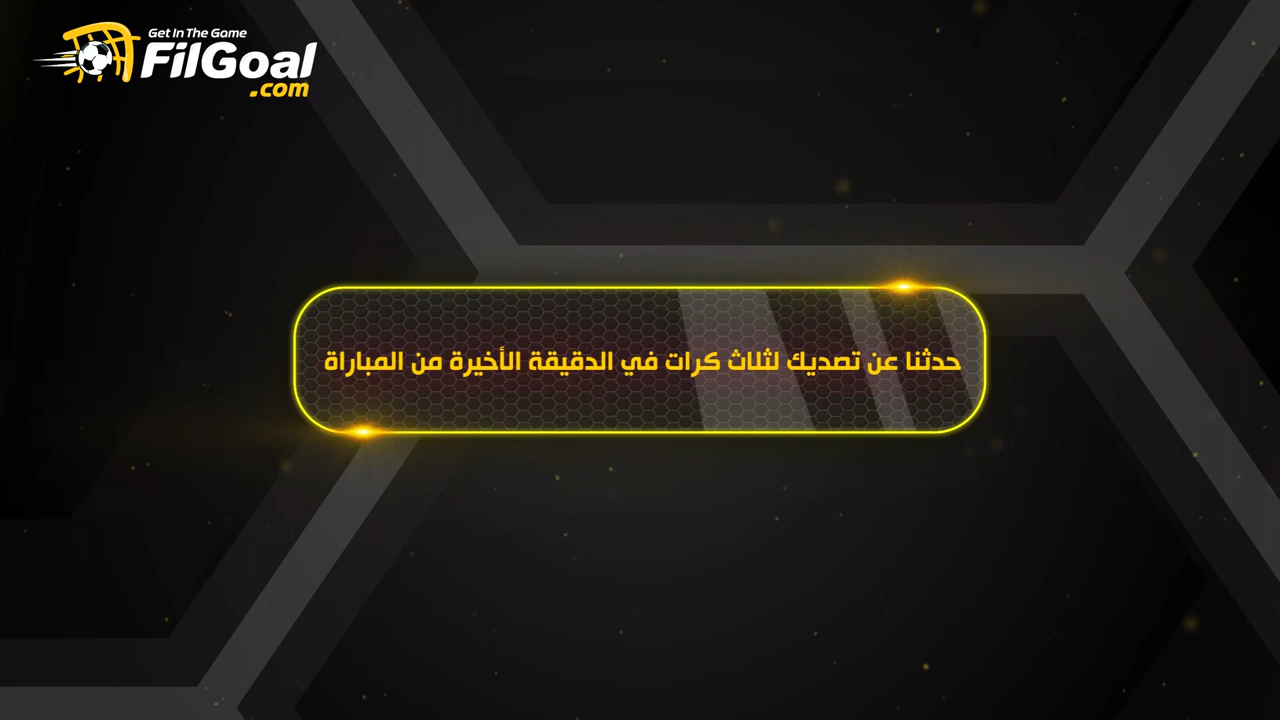 Get In The Game
FilGoal
.com
حدثنا عن تصديك لثلاث كرات في الدقيقة الأخيرة من المباراة